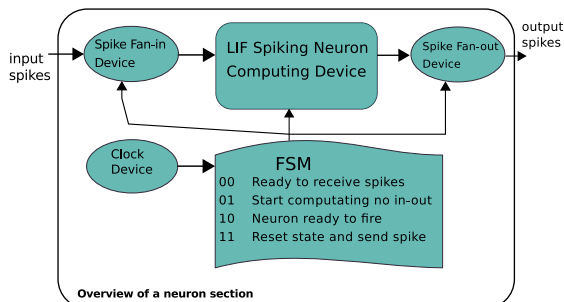 input
spikes
Spike Fan-in
Device
LIF Spiking Neuron
Computing Device
Spike Fan-out
Device
output
spikes
Clock
Device
FSM
00 Ready to receive spikes
01 Start computating no in-out
10 Neuron ready to fire
11 Reset state and send spike
Overview of a neuron section